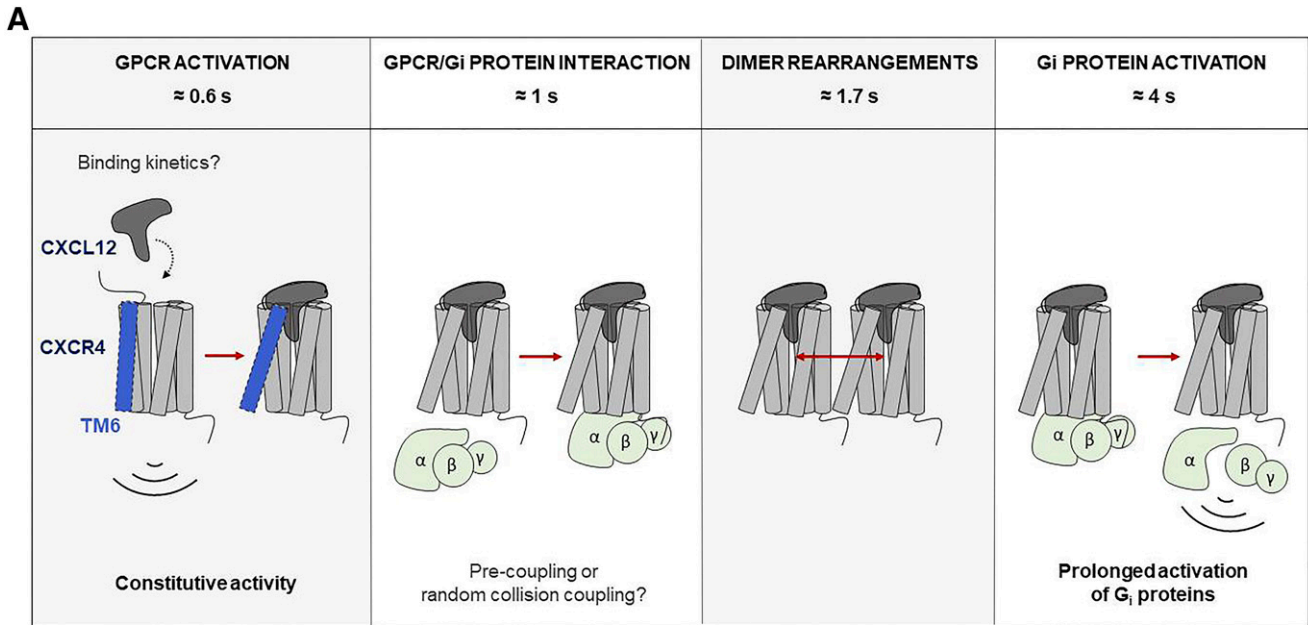 A
GPCR ACTIVATION
≈ 0.6 s
GPCR/Gi PROTEIN INTERACTION
≈ 1 s
DIMER REARRANGEMENTS
≈ 1.7 s
Gi PROTEIN ACTIVATION
≈ 4 s
Binding kinetics?
CXCL12
CXCR4
TM6
Constitutive activity
α β γ
α β γ
Pre-coupling or
random collision coupling?
α β γ
α β γ
Prolonged activation
of Gi proteins